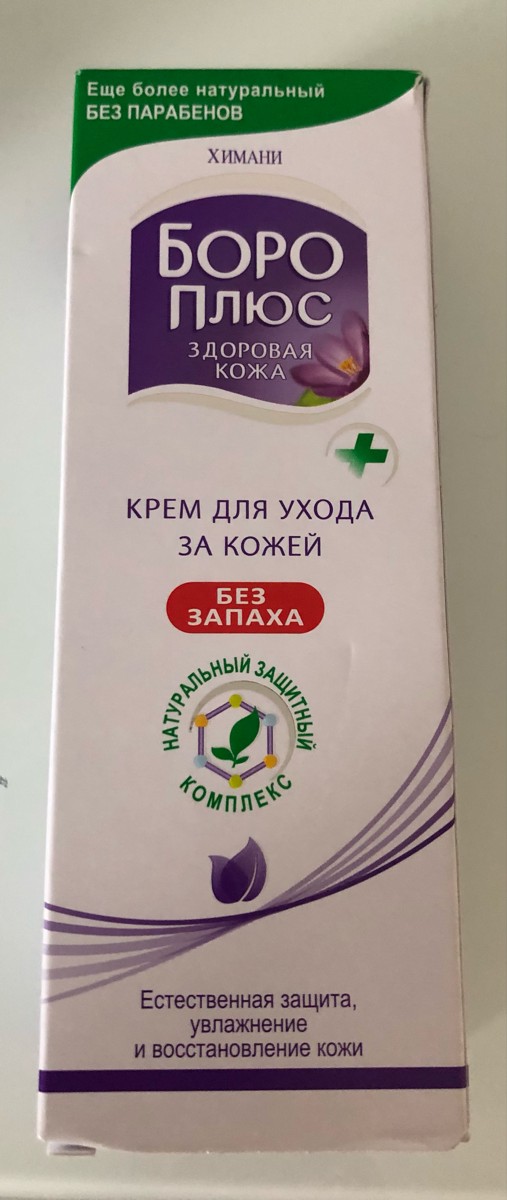 Еще более натуральный
БЕЗ ПАРАБЕНОВ
ХИМАНИ
БОРО
ПЛЮС
ЗДОРОВАЯ
КОЖА
КРЕМ ДЛЯ УХОДА
ЗА КОЖЕЙ
БЕЗ
ЗАПАХА
НАТУРАЛЬНЫЙ ЗАЩИТНЫЙ
КОМПЛЕКС
Естественная защита,
увлажнение
и восстановление кожи